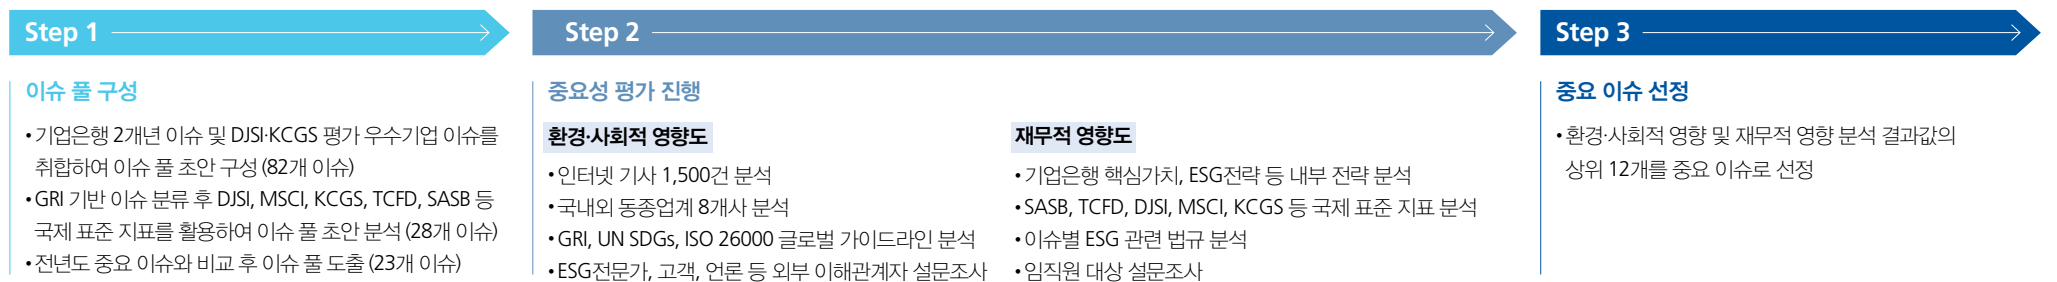 Step 1
이슈 풀 구성
•기업은행 2개년 이슈 및 DJSI·KCGS 평가 우수기업 이슈를
취합하여 이슈 풀 초안 구성 (82개 이슈)
•GRI 기반 이슈 분류 후 DJSI, MSCI, KCGS, TCFD, SASB 등
국제 표준 지표를 활용하여 이슈 풀 초안 분석 (28개 이슈)
•전년도 중요 이슈와 비교 후 이슈 풀 도출 (23개 이슈)
Step 2
중요성 평가 진행
환경·사회적 영향도
•인터넷 기사 1,500건 분석
•국내외 동종업계 8개사 분석
•GRI, UN SDGs, ISO 26000 글로벌 가이드라인 분석
•ESG전문가, 고객, 언론 등 외부 이해관계자 설문조사
재무적 영향도
•기업은행 핵심가치, ESG전략 등 내부 전략 분석
•SASB, TCFD, DJSI, MSCI, KCGS 등 국제 표준 지표 분석
•이슈별 ESG 관련 법규 분석
•임직원 대상 설문조사
Step 3
중요 이슈 선정
•환경·사회적 영향 및 재무적 영향 분석 결과값의
상위 12개를 중요 이슈로 선정